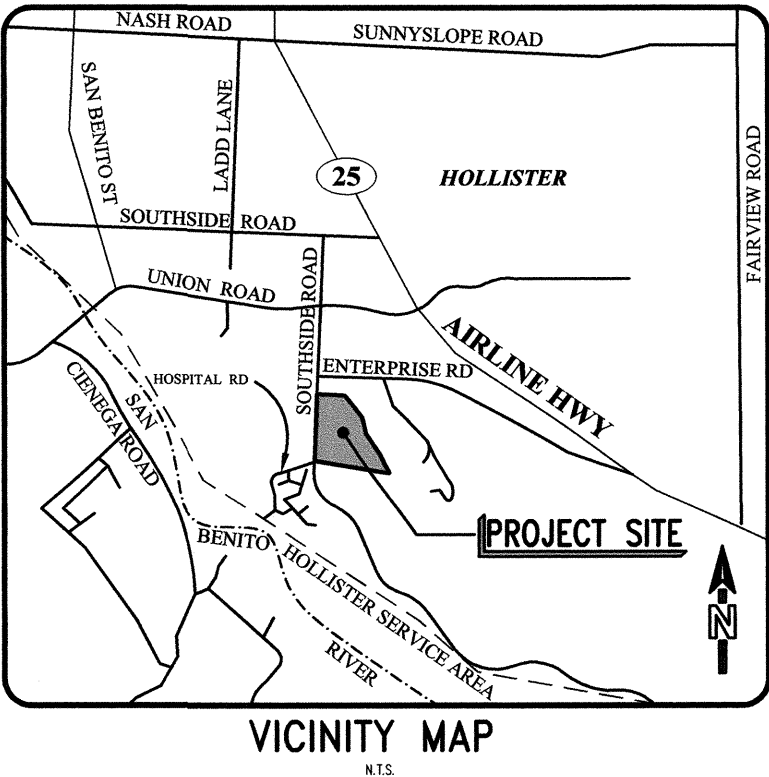 NASH ROAD
SUNNYSLOPE ROAD
SAN BENITO ST
LADD LANE
25
HOLLISTER
FAIRVIEW ROAD
SOUTHSIDE ROAD
UNION ROAD
SOUTHSIDE ROAD
AIRLINE HWY
ENTERPRISE RD
HOSPITAL RD
CIENEGA ROAD
SAN
BENITO
RIVER
HOLLISTER SERVICE AREA
PROJECT SITE
N
VICINITY MAP
N.T.S.